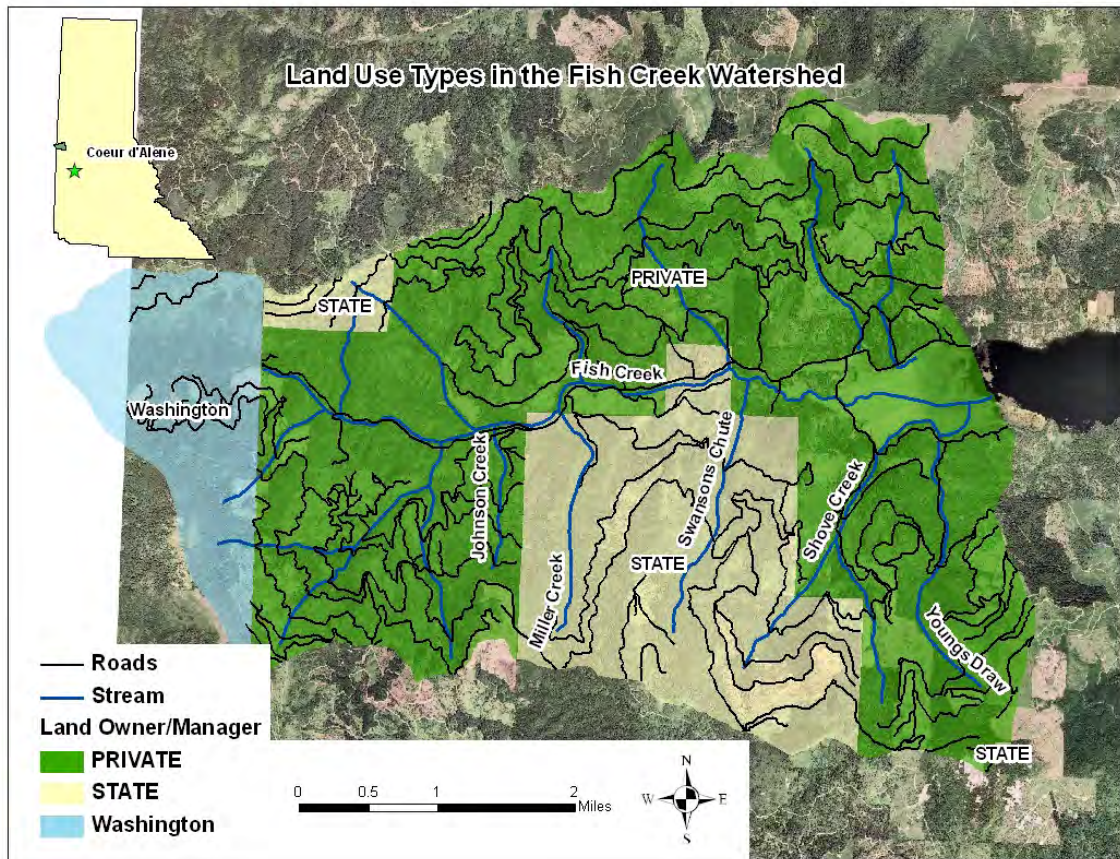 Land Use Types in the Fish Creek Watershed
Coeur d'Alene
PRIVATE
STATE
Fish Creek
Washington
Johnson Creek
Swansons Chute
Shove Creek
STATE
Miller Creek
Youngs Draw
STATE
Roads
Stream
Land Owner/Manager
PRIVATE
STATE
Washington
0 0.5 1 2
Miles
N
W E
S